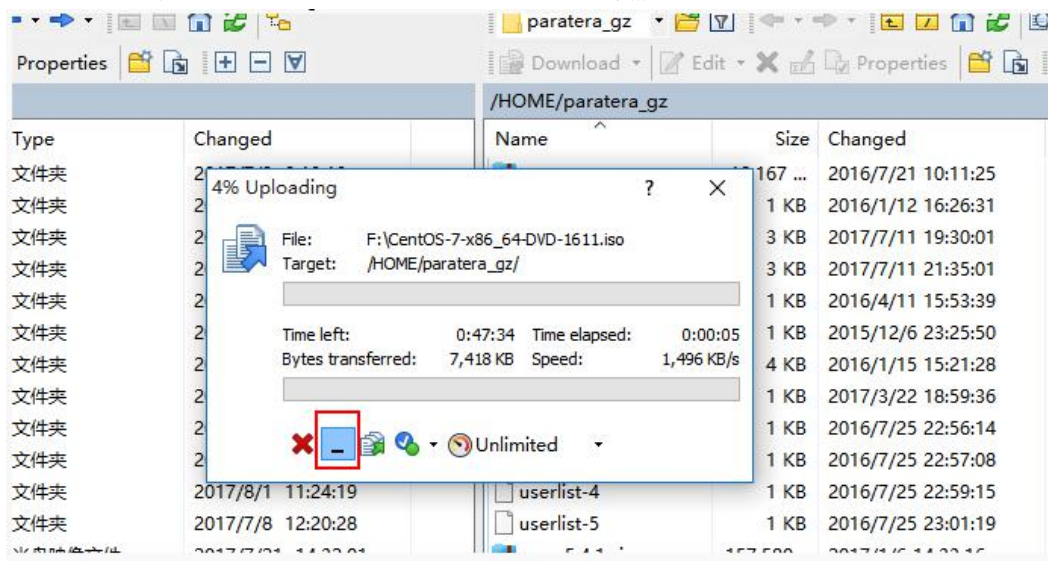 paratera_gz
Properties
Download Edit Properties
/HOME/paratera_gz
Type Changed Name Size Changed
文件夹 167 ... 2016/7/21 10:11:25
文件夹 1 KB 2016/1/12 16:26:31
文件夹 3 KB 2017/7/11 19:30:01
文件夹 3 KB 2017/7/11 21:35:01
文件夹 1 KB 2016/4/11 15:53:39
文件夹 1 KB 2015/12/6 23:25:50
文件夹 4 KB 2016/1/15 15:21:28
文件夹 1 KB 2017/3/22 18:59:36
文件夹 1 KB 2016/7/25 22:56:14
文件夹 1 KB 2016/7/25 22:57:08
文件夹 2017/8/1 11:24:19 userlist-4 1 KB 2016/7/25 22:59:15
文件夹 2017/7/8 12:20:28 userlist-5 1 KB 2016/7/25 23:01:19
4% Uploading ? 
File: F:\CentOS-7-x86_64-DVD-1611.iso
Target: /HOME/paratera_gz/
Time left: 0:47:34 Time elapsed: 0:00:05
Bytes transferred: 7,418 KB Speed: 1,496 KB/s
Unlimited